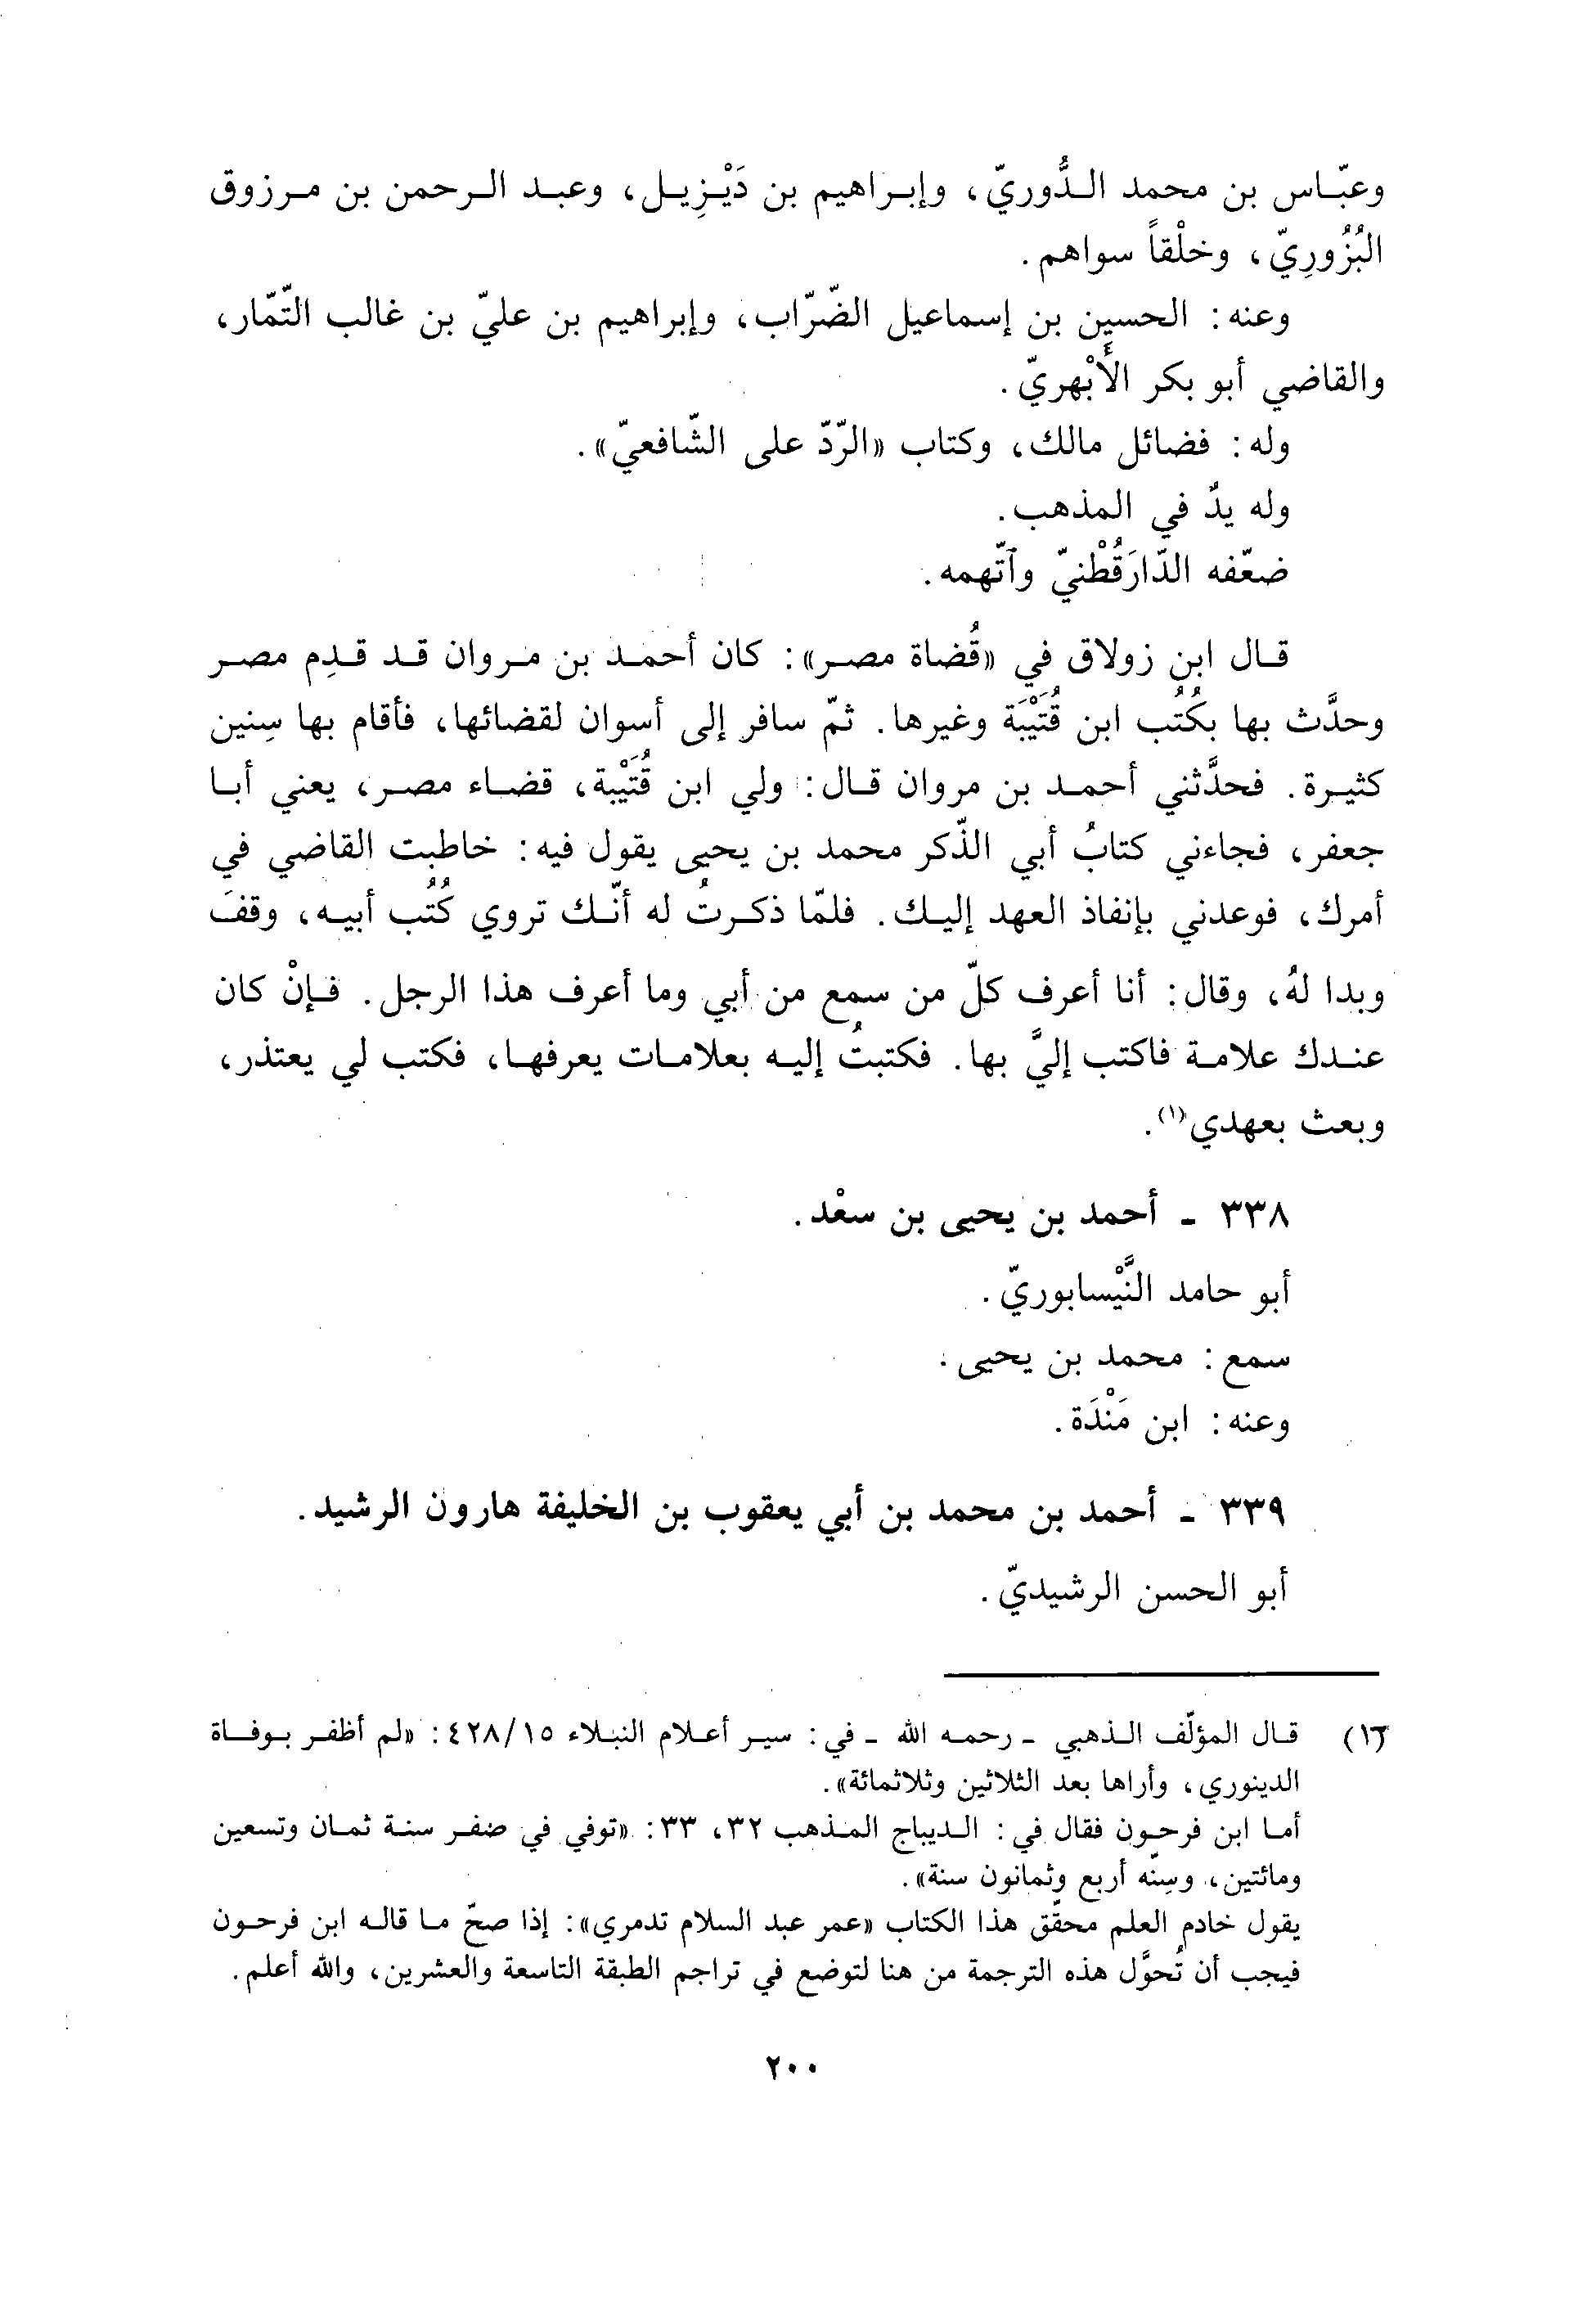 وعبّاس بن محمد الدُّوريّ، وإبراهيم بن دَيْزِيل، وعبد الرحمن بن مرزوق
البُزُورِيّ، وخلْقاً سواهم.
وعنه: الحسين بن إسماعيل الضّرّاب، وإبراهيم بن عليّ بن غالب التّمّار،
والقاضي أبو بكر الأَبْهريّ.
وله: فضائل مالك، وكتاب «الرّدّ على الشّافعيّ».
وله يدٌ في المذهب.
ضعّفه الدّارَقُطْنيّ وآتّهمه.
قال ابن زولاق في «قُضاة مصر»: كان أحمد بن مروان قد قدِم مصر
وحدَّث بها بكُتُب ابن قُتَيْبَة وغيرها. ثمّ سافر إلى أسوان لقضائها، فأقام بها سِنين
كثيرة. فحدَّثني أحمد بن مروان قال: ولي ابن قُتَيْبة، قضاء مصر، يعني أبا
جعفر، فجاءني كتابُ أبي الذّكر محمد بن يحيى يقول فيه: خاطبت القاضي في
أمرك، فوعدني بإنفاذ العهد إليك. فلمّا ذكرتُ له أنّك تروي كُتُب أبيه، وقفَ
وبدا لهُ، وقال: أنا أعرف كلّ من سمع من أبي وما أعرف هذا الرجل. فإنْ كان
عندك علامة فاكتب إليَّ بها. فكتبتُ إليه بعلامات يعرفها، فكتب لي يعتذر،
وبعث بعهدي(١).
٣٣٨ - أحمد بن يحيى بن سعْد.
أبو حامد النَّيْسابوريّ.
سمع: محمد بن يحيى.
وعنه: ابن مَنْدَة.
٣٣٩ - أحمد بن محمد بن أبي يعقوب بن الخليفة هارون الرشيد.
أبو الحسن الرشيديّ.
(١) قال المؤلّف الذهبي - رحمه الله - في: سير أعلام النبلاء ٤٢٨/١٥: «لم أظفر بوفاة
الدينوري، وأراها بعد الثلاثين وثلاثمائة».
أما ابن فرحون فقال في: الديباج المذهب ٣٢، ٣٣: «توفي في صفر سنة ثمان وتسعين
ومائتين، وسِنّه أربع وثمانون سنة».
يقول خادم العلم محقّق هذا الكتاب «عمر عبد السلام تدمري»: إذا صحّ ما قاله ابن فرحون
فيجب أن تُحوَّل هذه الترجمة من هنا لتوضع في تراجم الطبقة التاسعة والعشرين، والله أعلم.
٢٠٠